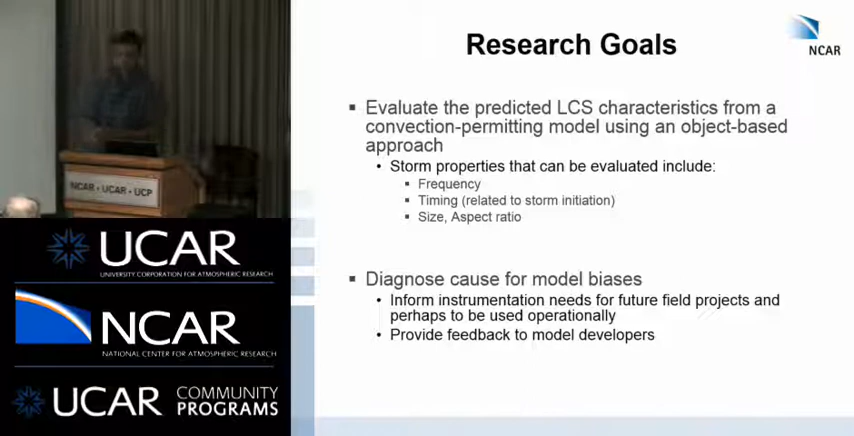 Research Goals
NCAR
Evaluate the predicted LCS characteristics from a
convection-permitting model using an object-based
approach
Storm properties that can be evaluated include:
Frequency
Timing (related to storm initiation)
Size, Aspect ratio
Diagnose cause for model biases
Inform instrumentation needs for future field projects and
perhaps to be used operationally
Provide feedback to model developers
NCAR • UCAR • UCP
UCAR
UNIVERSITY CORPORATION FOR ATMOSPHERIC RESEARCH
NCAR
NATIONAL CENTER FOR ATMOSPHERIC RESEARCH
UCAR COMMUNITY
PROGRAMS